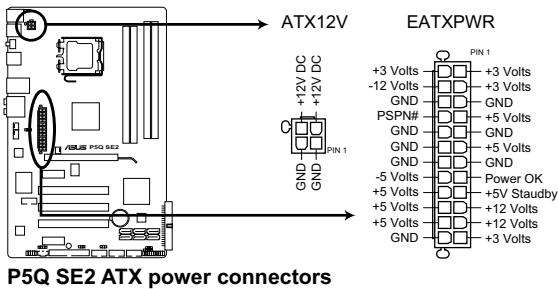 ATX12V
EATXPWR
+12V DC
+12V DC
GND
GND
PIN 1
PIN 1
+3 Volts
-12 Volts
GND
PSPN#
GND
GND
GND
-5 Volts
+5 Volts
+5 Volts
+5 Volts
GND
+3 Volts
+3 Volts
GND
+5 Volts
GND
+5 Volts
GND
Power OK
+5V Staudby
+12 Volts
+12 Volts
+3 Volts
ASUS P5Q SE2
P5Q SE2 ATX power connectors